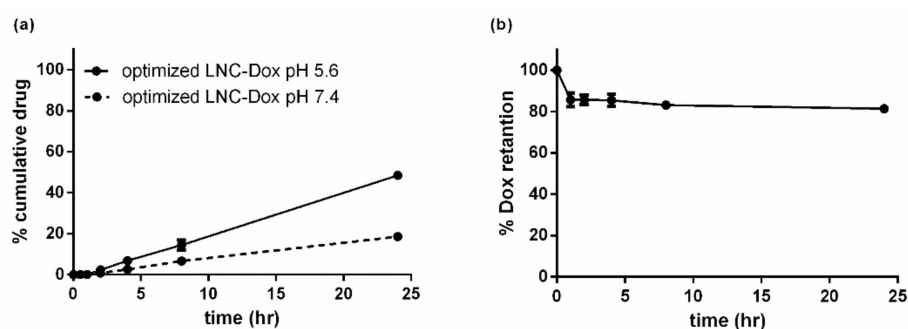 (a)
% cumulative drug
100
80
60
40
20
0
optimized LNC-Dox pH 5.6
optimized LNC-Dox pH 7.4
0 5 10 15 20 25
time (hr)
(b)
% Dox retantion
100
80
60
40
20
0
0 5 10 15 20 25
time (hr)